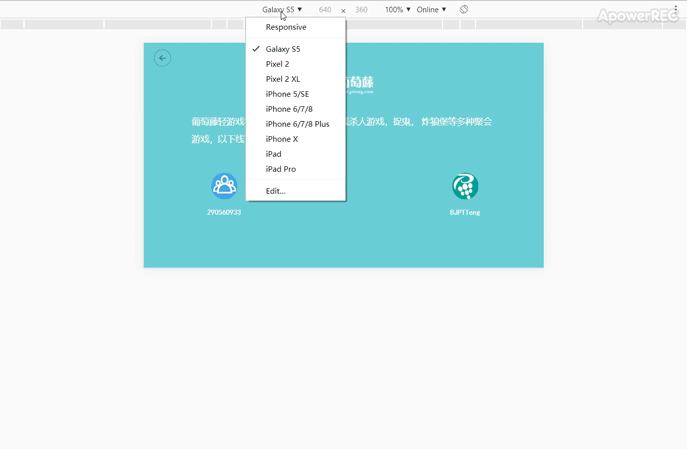 Galaxy S5 ▼ 640 × 360 100% ▼ Online ▼
ApowerREC
Responsive
✓ Galaxy S5
Pixel 2
Pixel 2 XL
iPhone 5/SE
iPhone 6/7/8
iPhone 6/7/8 Plus
iPhone X
iPad
iPad Pro
Edit...
葡萄藤
葡萄藤轻游戏 杀人游戏，捉鬼， 炸狼堡等多种聚会
游戏，以下线
290560933
BJPTTeng